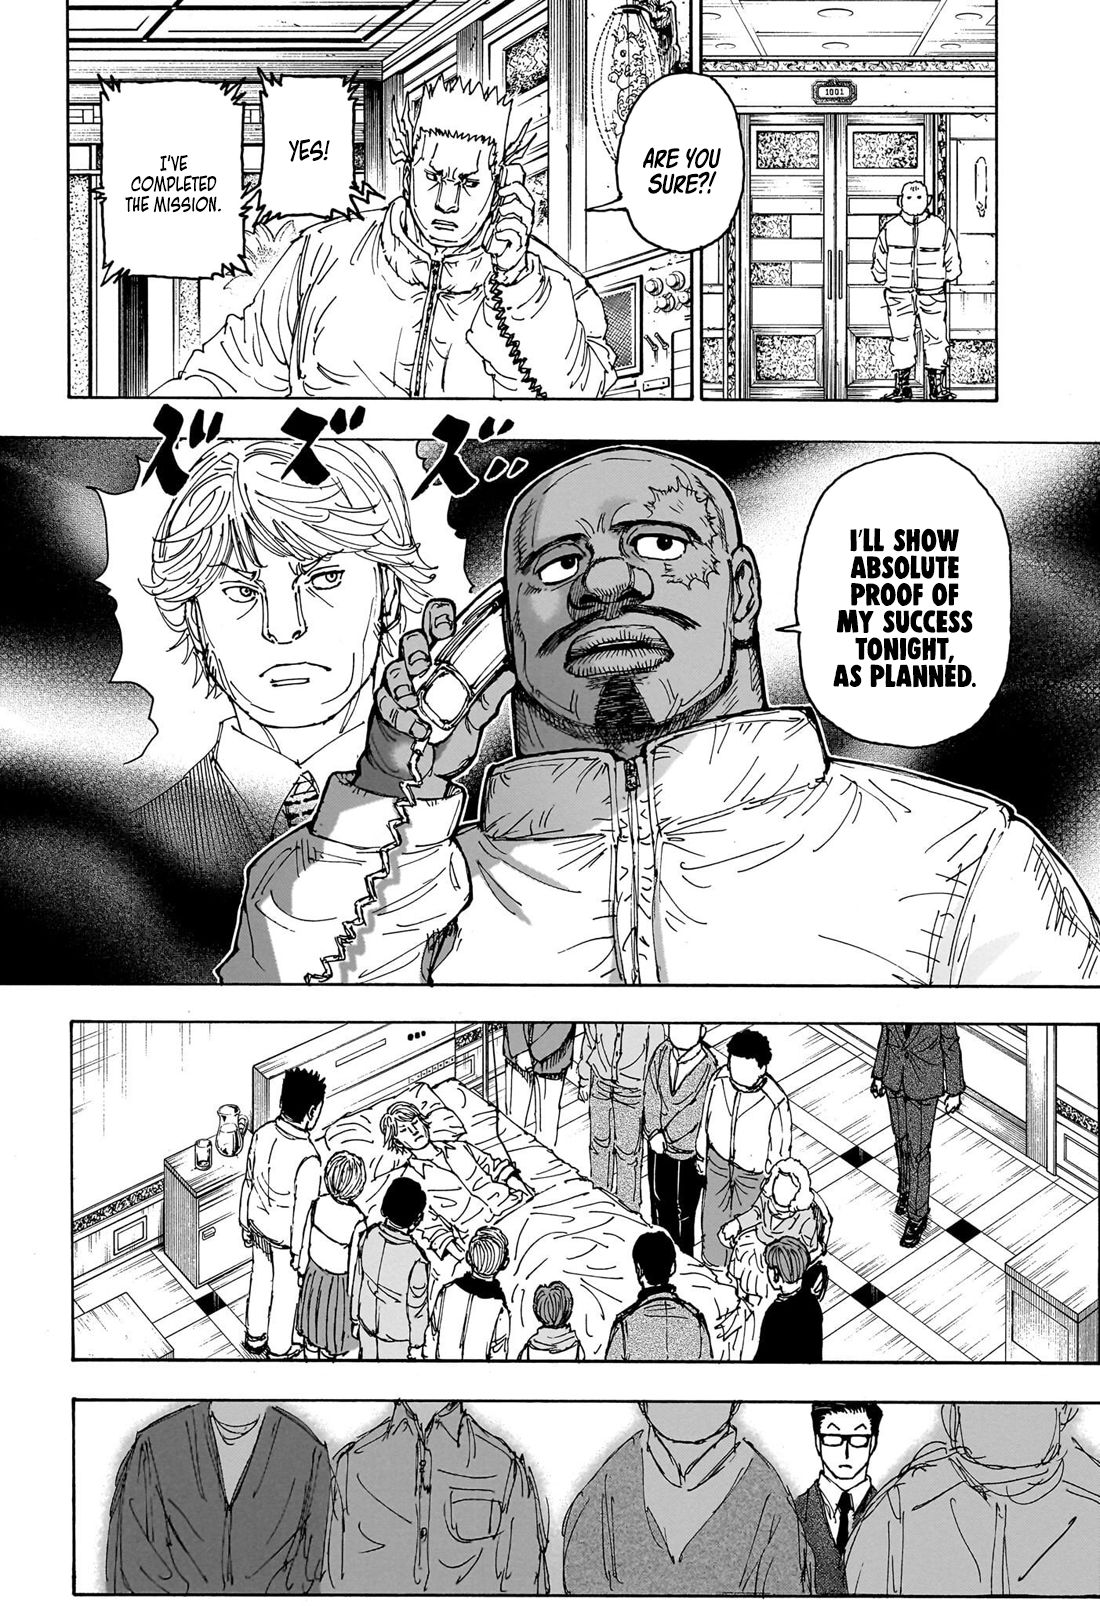 1001
ARE YOU
SURE?!
YES!
I'VE
COMPLETED
THE MISSION.
ズズズ…
I'LL SHOW
ABSOLUTE
PROOF OF
MY SUCCESS
TONIGHT,
AS PLANNED.